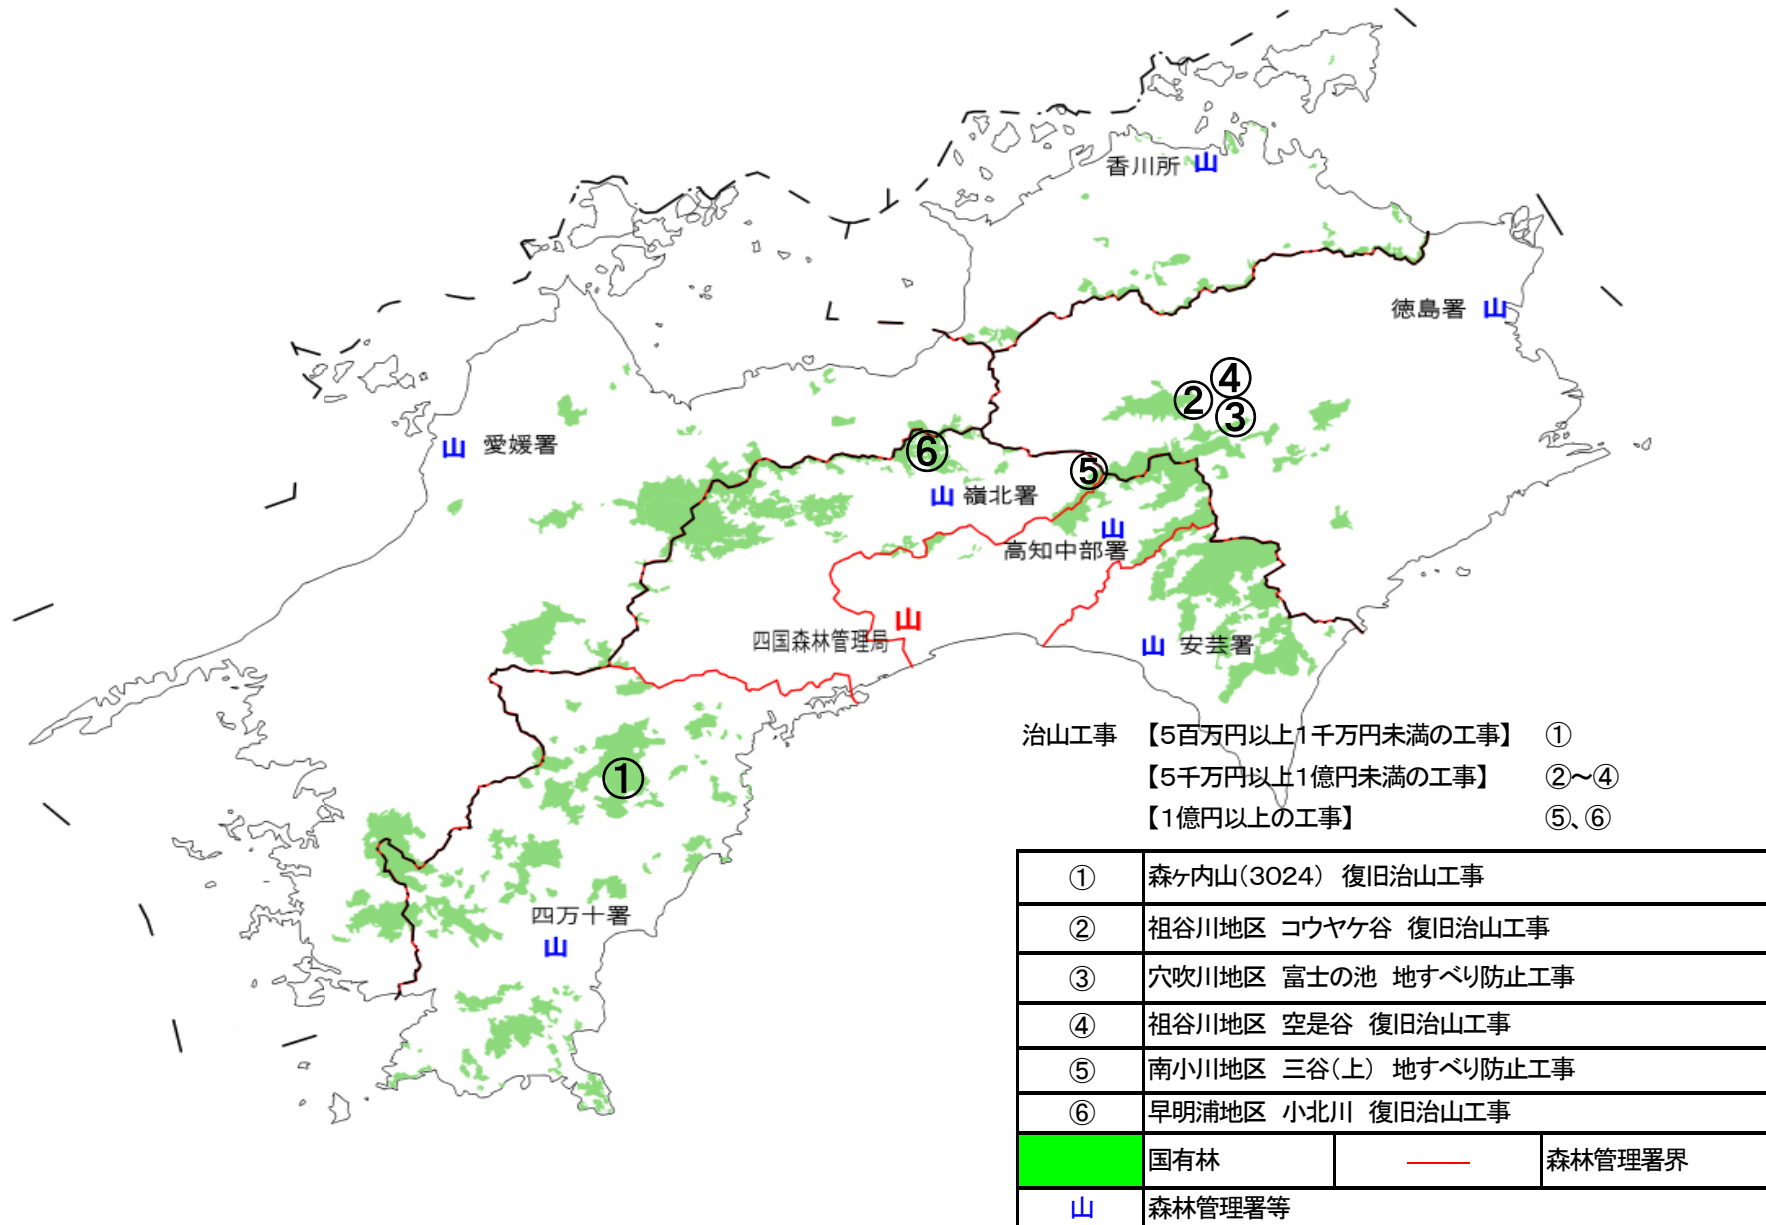 香川所 山
徳島署 山
④
②
③
山 愛媛署
⑥
⑤
山 嶺北署
山
高知中部署
山
四国森林管理局
山 安芸署
①
四万十署
山
治山工事 【5百万円以上1千万円未満の工事】 ①
【5千万円以上1億円未満の工事】 ②～④
【1億円以上の工事】 ⑤、⑥
① 森ヶ内山(3024) 復旧治山工事
② 祖谷川地区 コウヤケ谷 復旧治山工事
③ 穴吹川地区 富士の池 地すべり防止工事
④ 祖谷川地区 空是谷 復旧治山工事
⑤ 南小川地区 三谷(上) 地すべり防止工事
⑥ 早明浦地区 小北川 復旧治山工事
国有林 森林管理署界
山 森林管理署等